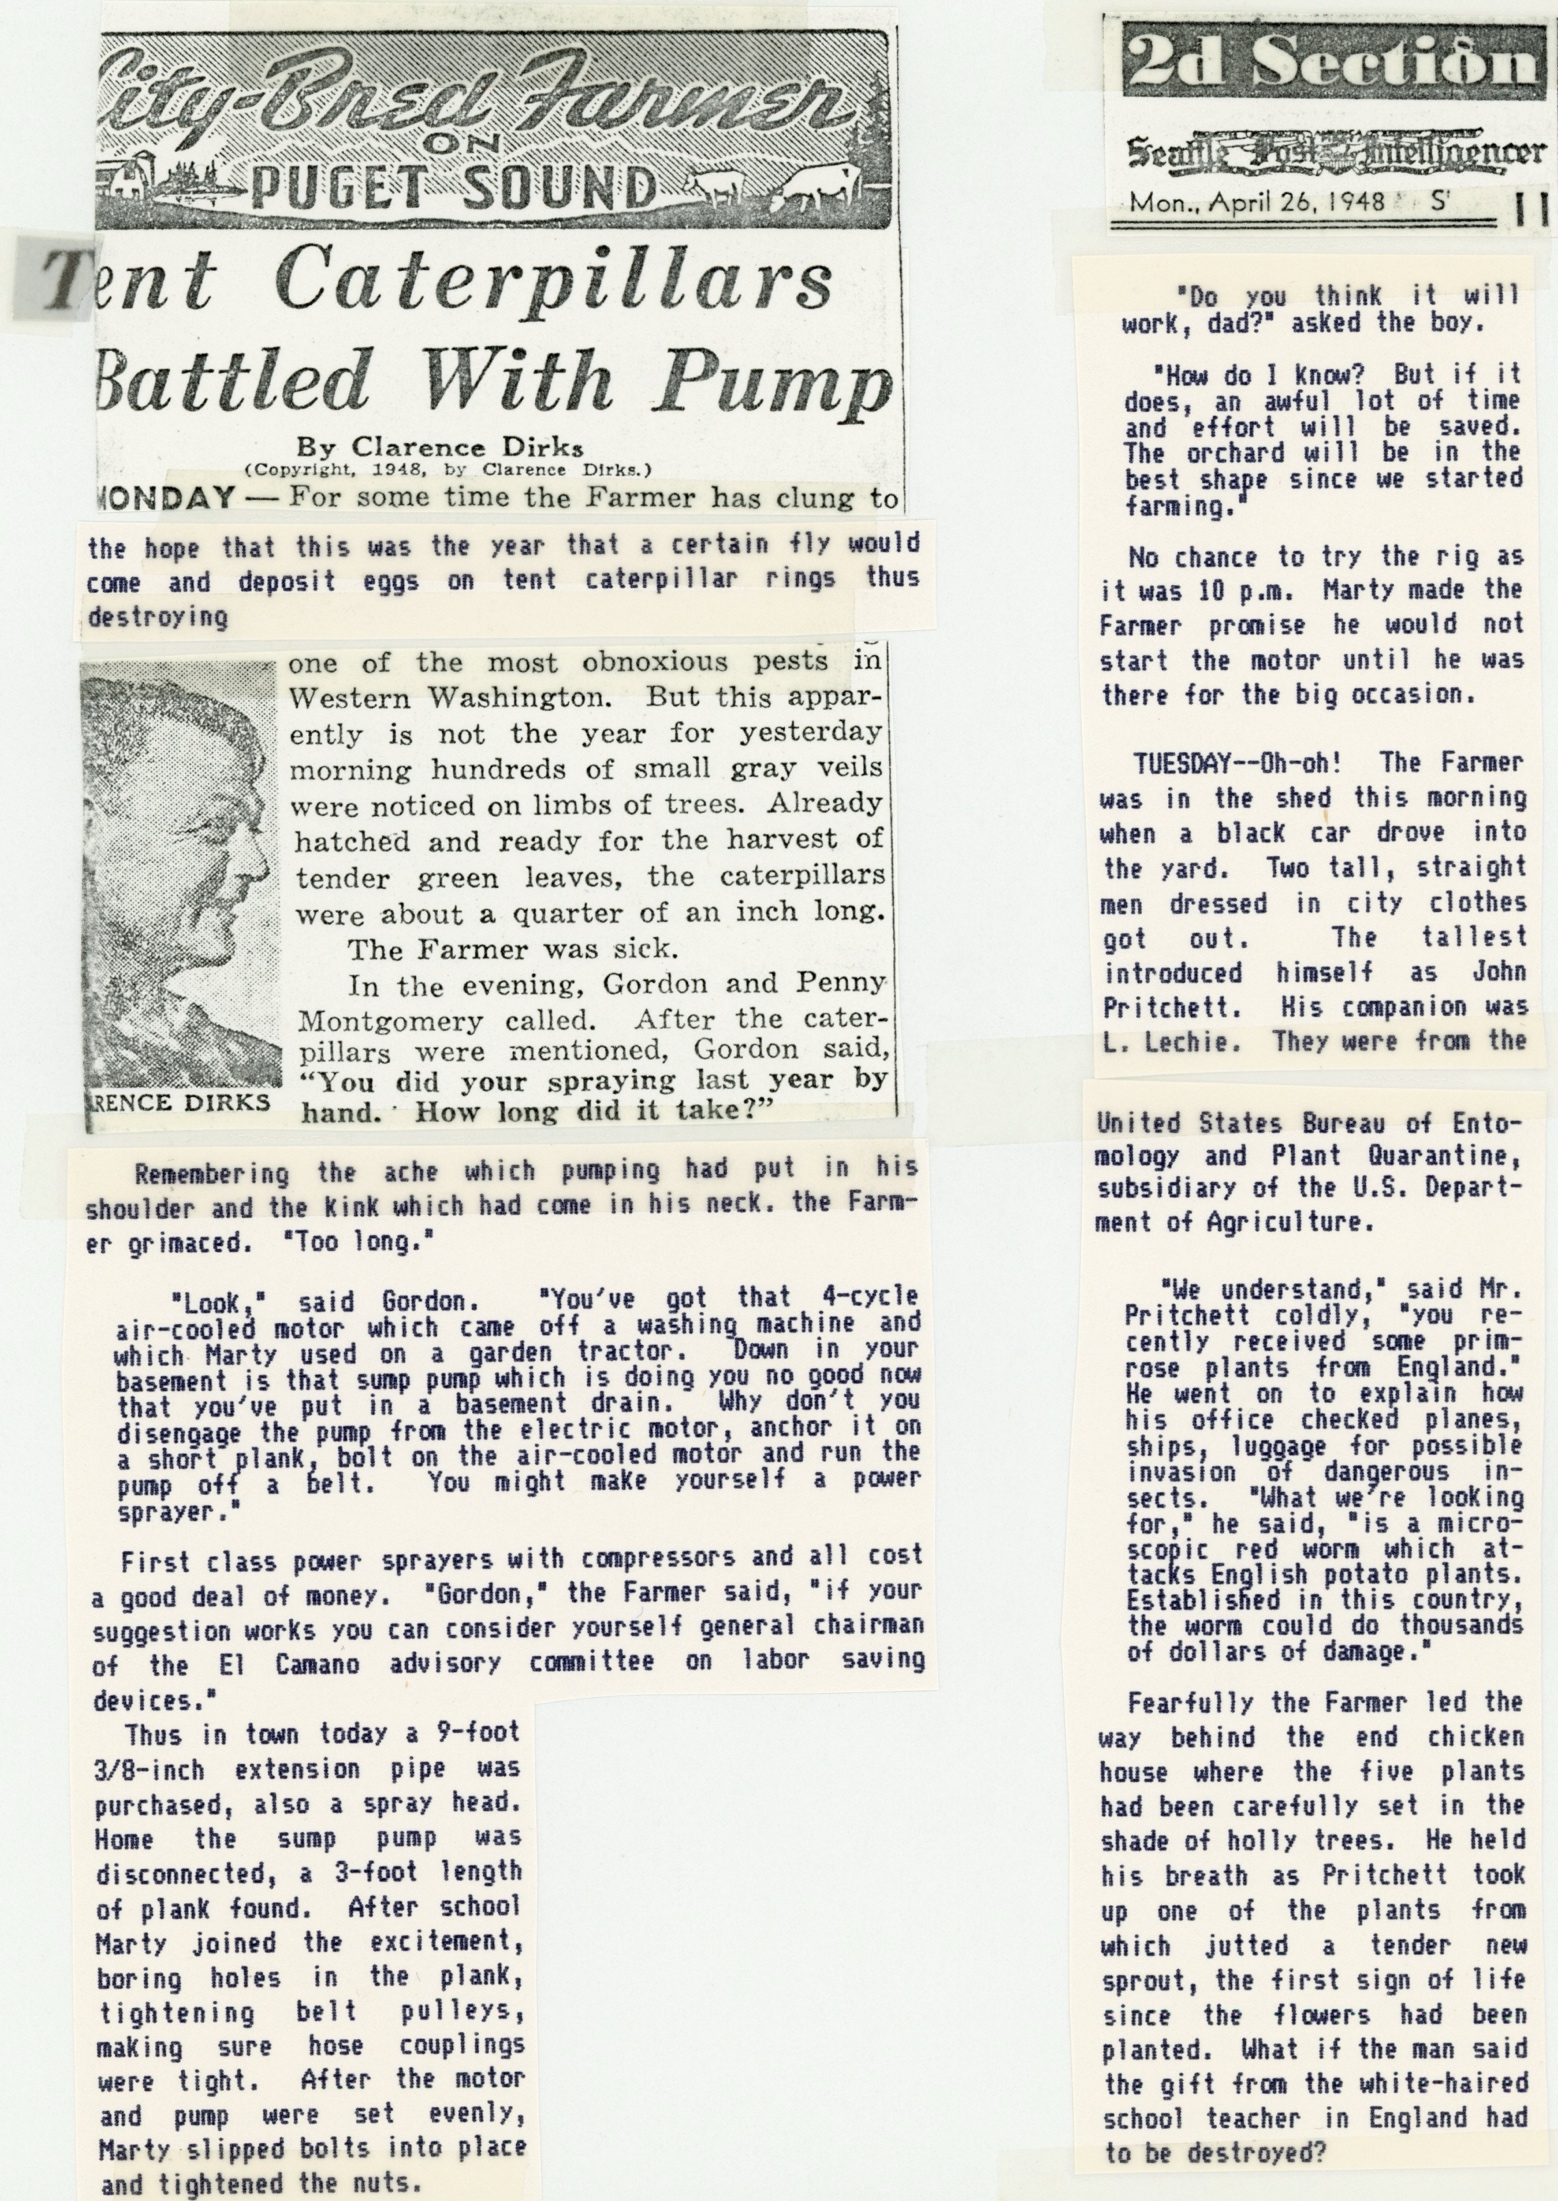 City-Bred Farmer
ON
PUGET SOUND
Tent Caterpillars
Battled With Pump
By Clarence Dirks
(Copyright, 1948, by Clarence Dirks.)
MONDAY — For some time the Farmer has clung to
the hope that this was the year that a certain fly would
come and deposit eggs on tent caterpillar rings thus
destroying
one of the most obnoxious pests in
Western Washington. But this appar-
ently is not the year for yesterday
morning hundreds of small gray veils
were noticed on limbs of trees. Already
hatched and ready for the harvest of
tender green leaves, the caterpillars
were about a quarter of an inch long.
The Farmer was sick.
In the evening, Gordon and Penny
Montgomery called. After the cater-
pillars were mentioned, Gordon said,
“You did your spraying last year by
hand. How long did it take?”
RENCE DIRKS
Remembering the ache which pumping had put in his
shoulder and the kink which had come in his neck. the Farm-
er grimaced. "Too long."
"Look," said Gordon. "You've got that 4-cycle
air-cooled motor which came off a washing machine and
which Marty used on a garden tractor. Down in your
basement is that sump pump which is doing you no good now
that you've put in a basement drain. Why don't you
disengage the pump from the electric motor, anchor it on
a short plank, bolt on the air-cooled motor and run the
pump off a belt. You might make yourself a power
sprayer."
First class power sprayers with compressors and all cost
a good deal of money. "Gordon," the Farmer said, "if your
suggestion works you can consider yourself general chairman
of the El Camano advisory committee on labor saving
devices."
Thus in town today a 9-foot
3/8-inch extension pipe was
purchased, also a spray head.
Home the sump pump was
disconnected, a 3-foot length
of plank found. After school
Marty joined the excitement,
boring holes in the plank,
tightening belt pulleys,
making sure hose couplings
were tight. After the motor
and pump were set evenly,
Marty slipped bolts into place
and tightened the nuts.
2d Section
Seattle Post-Intelligencer
Mon., April 26, 1948 S' 11
"Do you think it will
work, dad?" asked the boy.
"How do I know? But if it
does, an awful lot of time
and effort will be saved.
The orchard will be in the
best shape since we started
farming."
No chance to try the rig as
it was 10 p.m. Marty made the
Farmer promise he would not
start the motor until he was
there for the big occasion.
TUESDAY--Oh-oh! The Farmer
was in the shed this morning
when a black car drove into
the yard. Two tall, straight
men dressed in city clothes
got out. The tallest
introduced himself as John
Pritchett. His companion was
L. Lechie. They were from the
United States Bureau of Ento-
mology and Plant Quarantine,
subsidiary of the U.S. Depart-
ment of Agriculture.
"We understand," said Mr.
Pritchett coldly, "you re-
cently received some prim-
rose plants from England."
He went on to explain how
his office checked planes,
ships, luggage for possible
invasion of dangerous in-
sects. "What we're looking
for," he said, "is a micro-
scopic red worm which at-
tacks English potato plants.
Established in this country,
the worm could do thousands
of dollars of damage."
Fearfully the Farmer led the
way behind the end chicken
house where the five plants
had been carefully set in the
shade of holly trees. He held
his breath as Pritchett took
up one of the plants from
which jutted a tender new
sprout, the first sign of life
since the flowers had been
planted. What if the man said
the gift from the white-haired
school teacher in England had
to be destroyed?